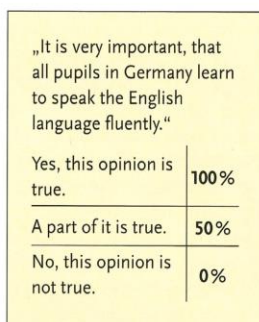 „It is very important, that
all pupils in Germany learn
to speak the English
language fluently.“
Yes, this opinion is
true.
100%
A part of it is true.
50%
No, this opinion is
not true.
0%